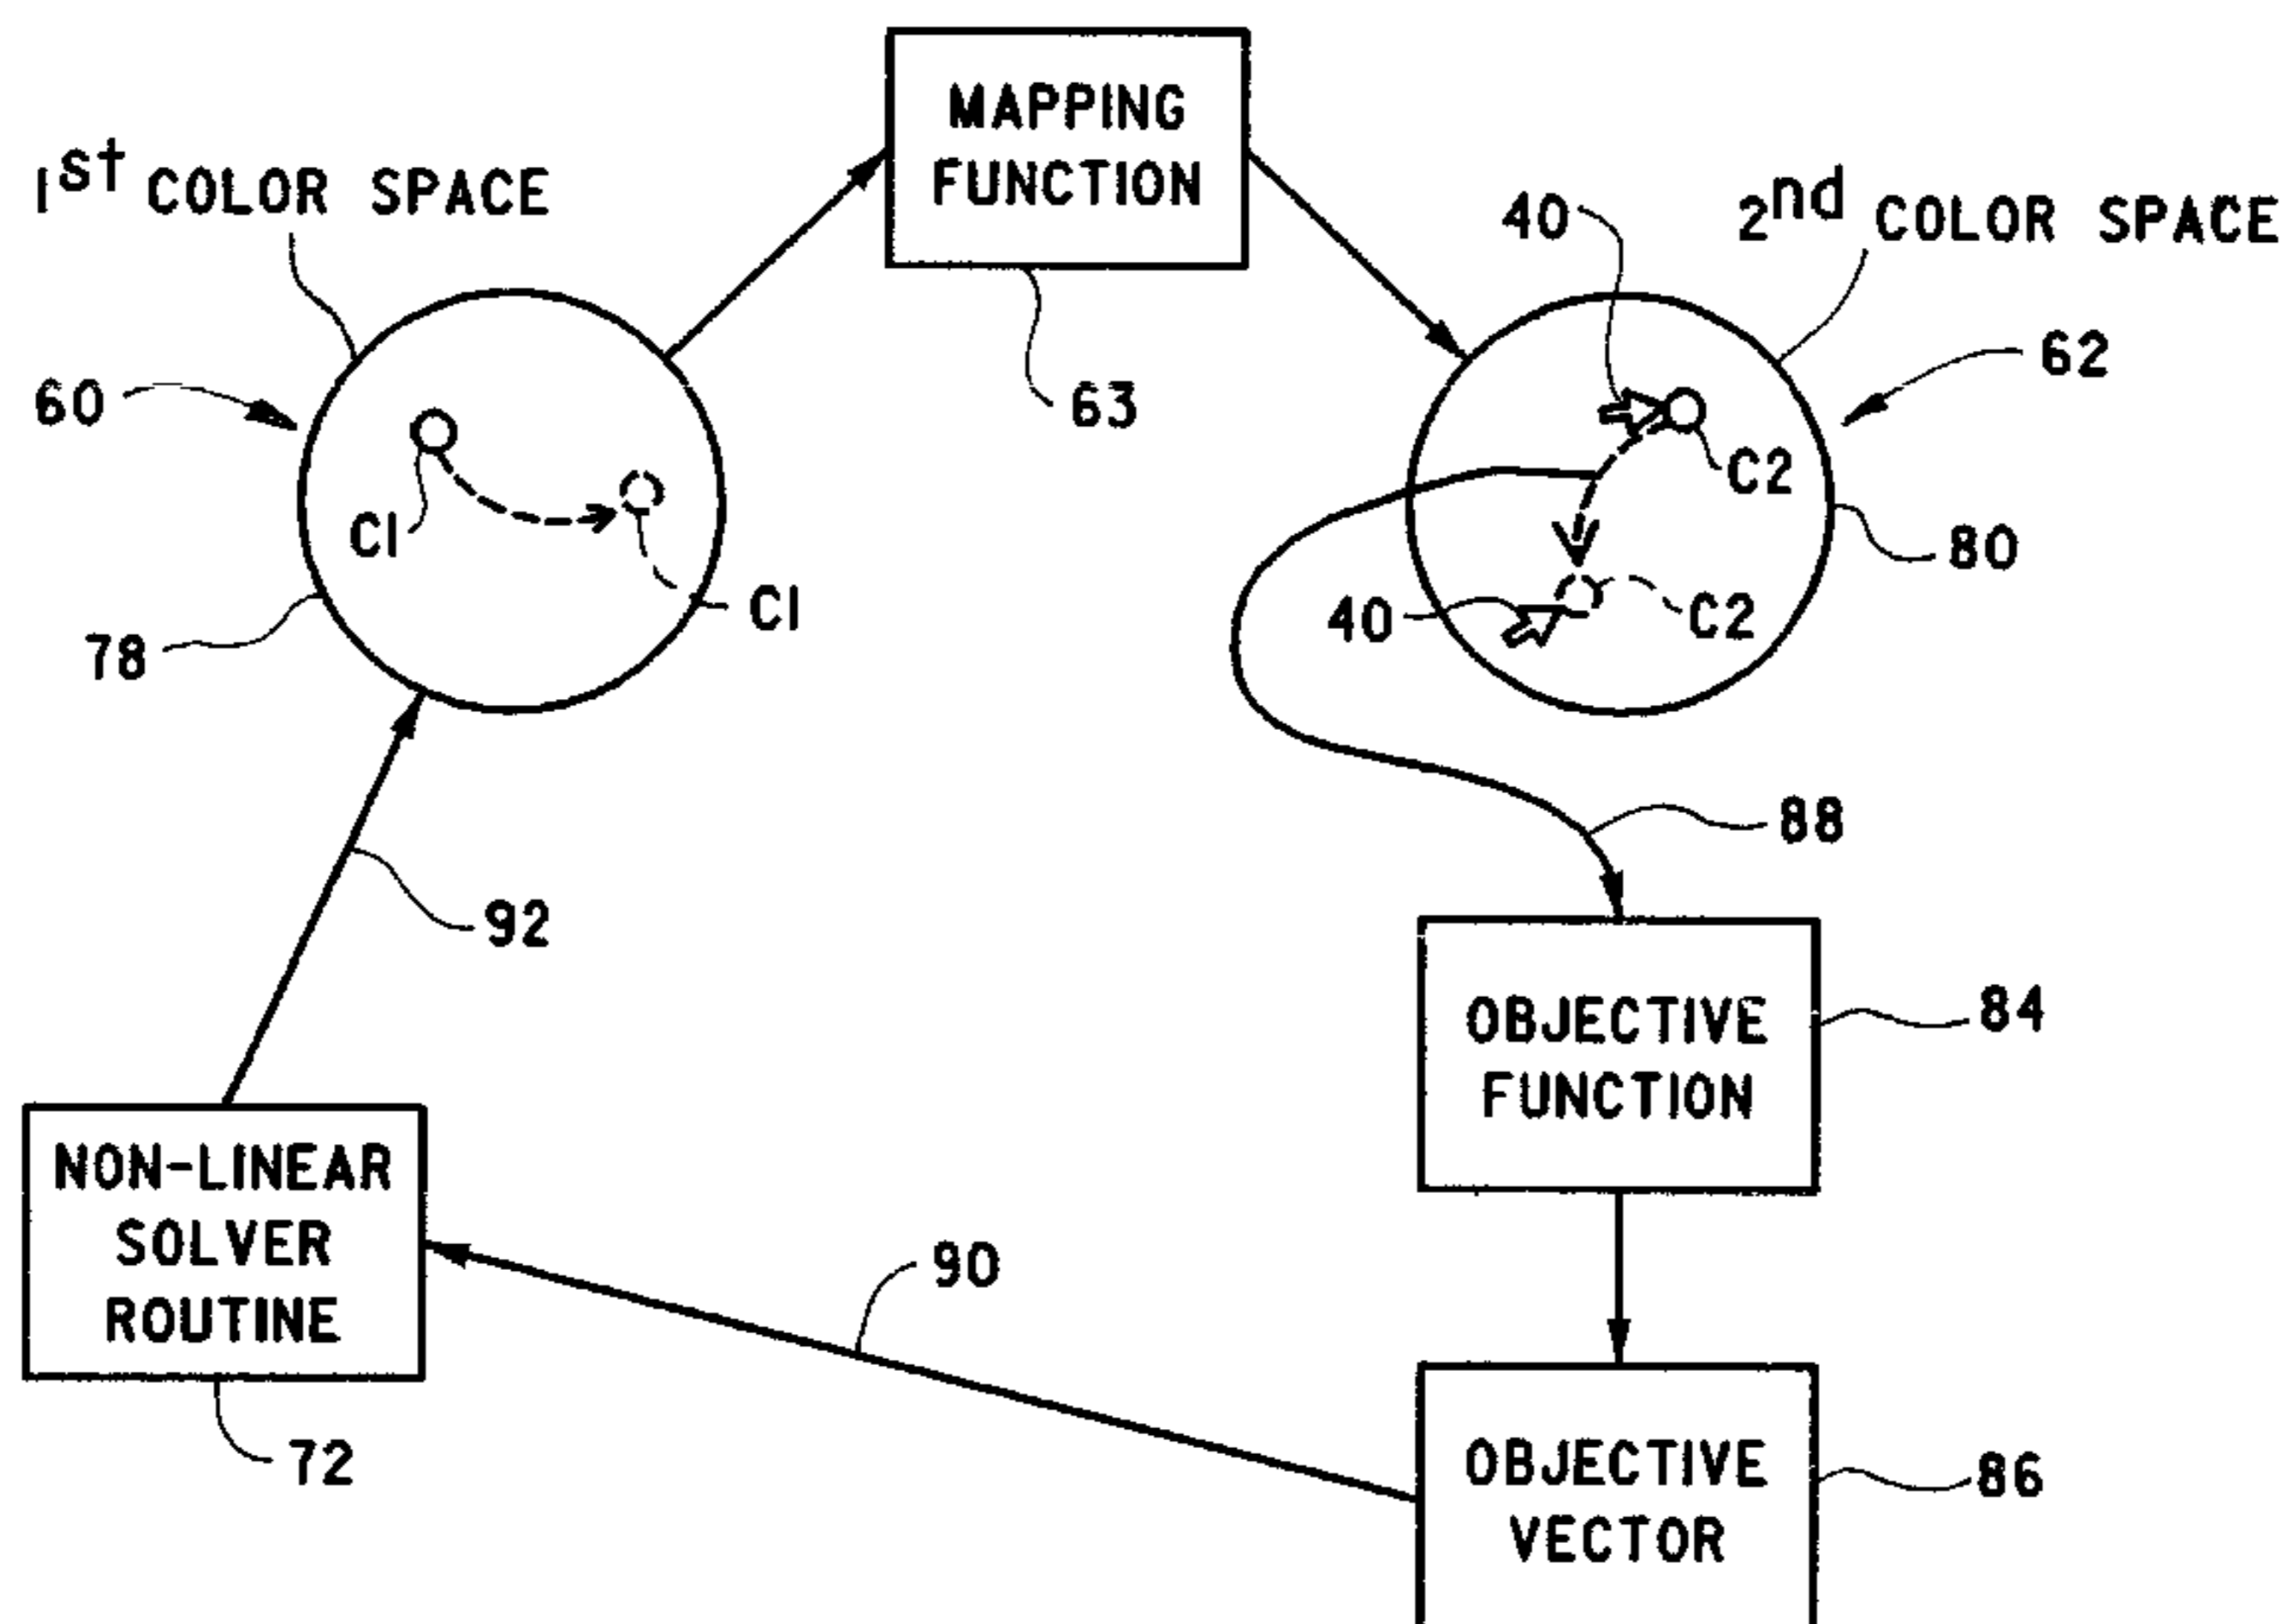 MAPPING
FUNCTION
1st COLOR SPACE
40
2nd COLOR SPACE
62
60
63
C2
C1
80
C1
40
C2
78
88
92
OBJECTIVE
FUNCTION
84
NON-LINEAR
SOLVER
ROUTINE
90
72
OBJECTIVE
VECTOR
86